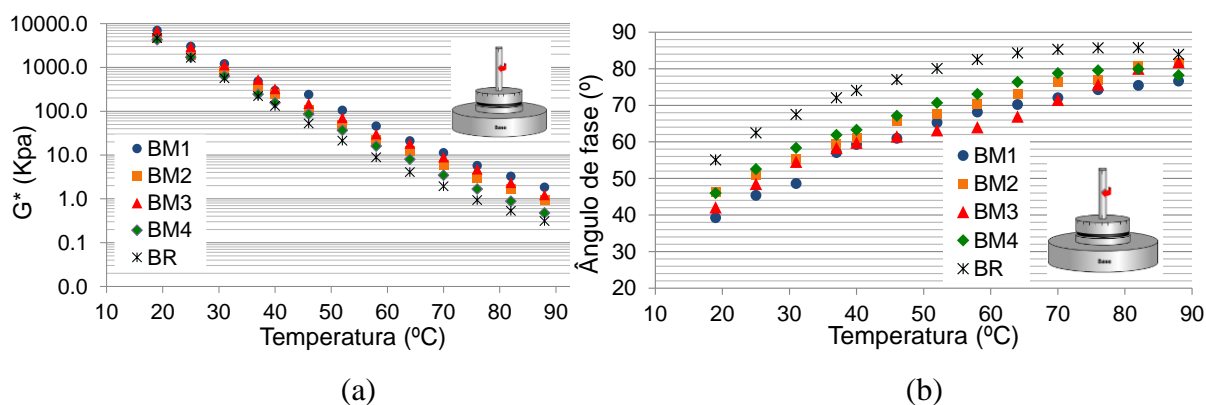 G* (Kpa)
10000.0
1000.0
100.0
10.0
1.0
0.1
0.0
BM1
BM2
BM3
BM4
BR
Base
10 20 30 40 50 60 70 80 90
Temperatura (ºC)
(a)
Ângulo de fase (º)
100
90
80
70
60
50
40
30
20
BM1
BM2
BM3
BM4
BR
Base
10 20 30 40 50 60 70 80 90
Temperatura (ºC)
(b)